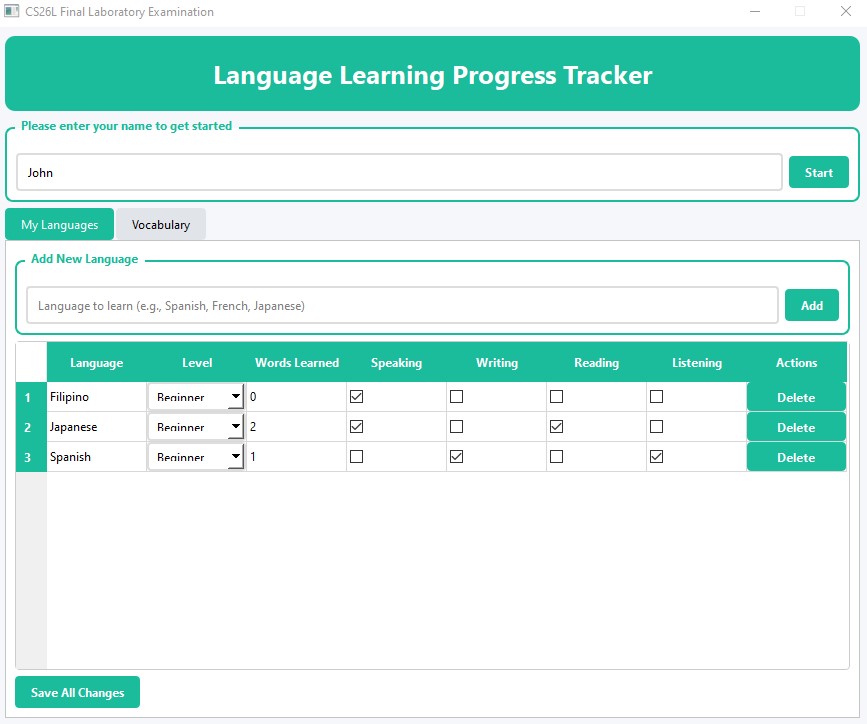 CS26L Final Laboratory Examination
Language Learning Progress Tracker
Please enter your name to get started
John Start
My Languages Vocabulary
Add New Language
Language to learn (e.g., Spanish, French, Japanese) Add
Language Level Words Learned Speaking Writing Reading Listening Actions
1 Filipino Beginner 0 Delete
2 Japanese Beginner 2 Delete
3 Spanish Beginner 1 Delete
Save All Changes